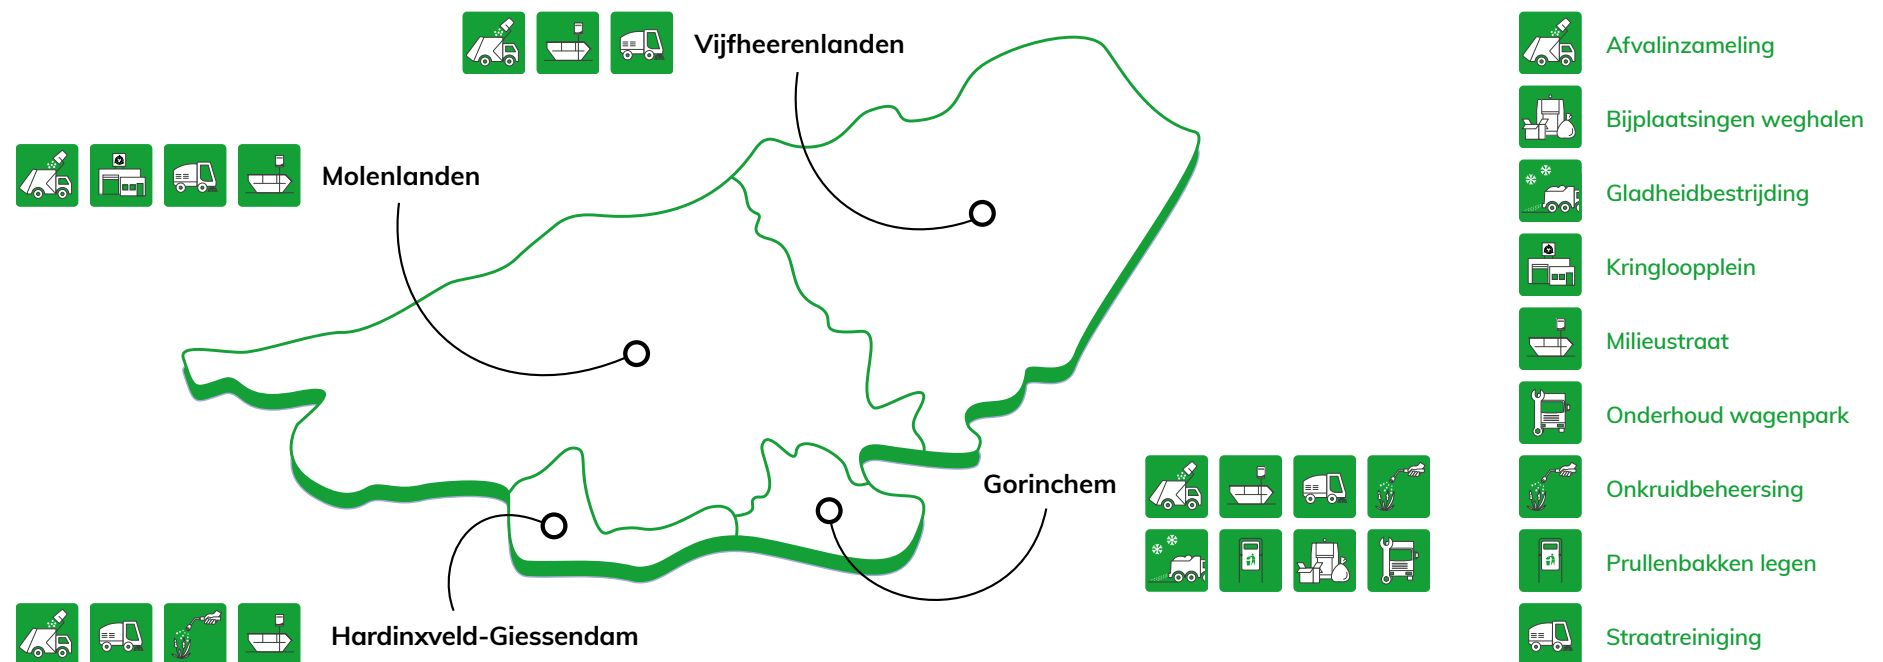 Vijfheerenlanden
Molenlanden
Gorinchem
Hardinxveld-Giessendam
Afvalinzameling
Bijplaatsingen weghalen
Gladheidbestrijding
Kringloopplein
Milieustraat
Onderhoud wagenpark
Onkruidbeheersing
Prullenbakken legen
Straatreiniging